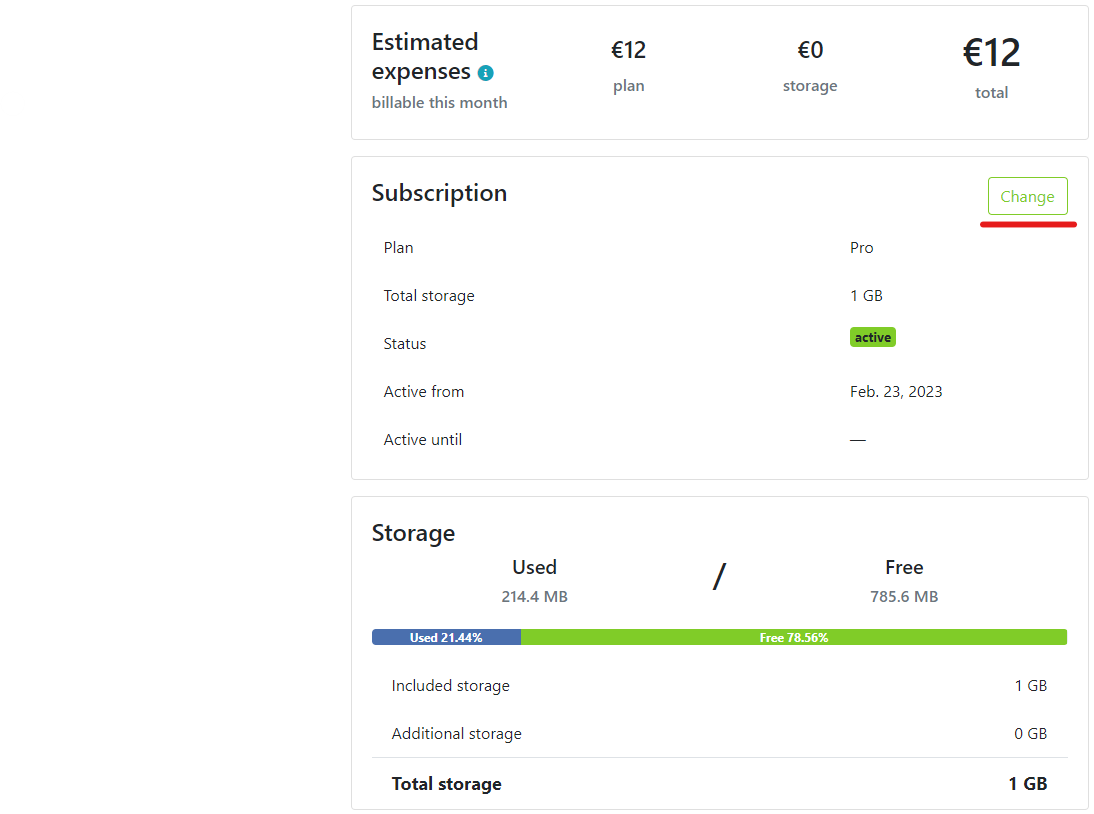 Estimated
expenses
billable this month
€12
plan
€0
storage
€12
total
Subscription
Change
Plan Pro
Total storage 1 GB
Status active
Active from Feb. 23, 2023
Active until —
Storage
Used / Free
214.4 MB 785.6 MB
Used 21.44% Free 78.56%
Included storage 1 GB
Additional storage 0 GB
Total storage 1 GB